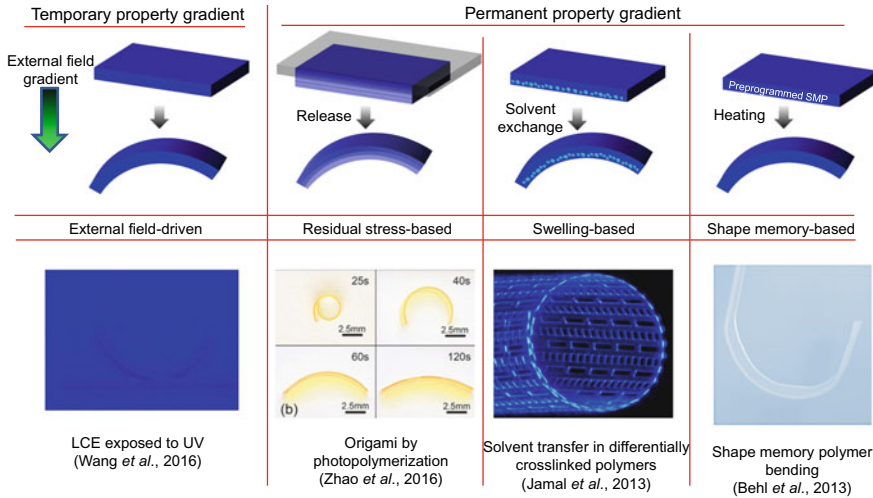 Temporary property gradient
Permanent property gradient
External field
gradient
Release
Solvent
exchange
Preprogrammed SMP
Heating
External field-driven
Residual stress-based
Swelling-based
Shape memory-based
25s
2.5mm
40s
2.5mm
60s
(b)
2.5mm
120s
2.5mm
LCE exposed to UV
(Wang et al., 2016)
Origami by
photopolymerization
(Zhao et al., 2016)
Solvent transfer in differentially
crosslinked polymers
(Jamal et al., 2013)
Shape memory polymer
bending
(Behl et al., 2013)